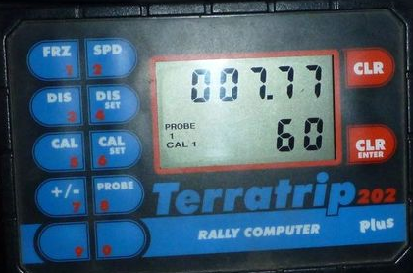 FRZ 1
SPD 2
007.77
CLR
DIS 3
DIS SET 4
PROBE
1
CAL 1
60
CAL 5
CAL SET 6
CLR
ENTER
+/- 7
PROBE 8
Terratrip 202
9
0
RALLY COMPUTER
Plus